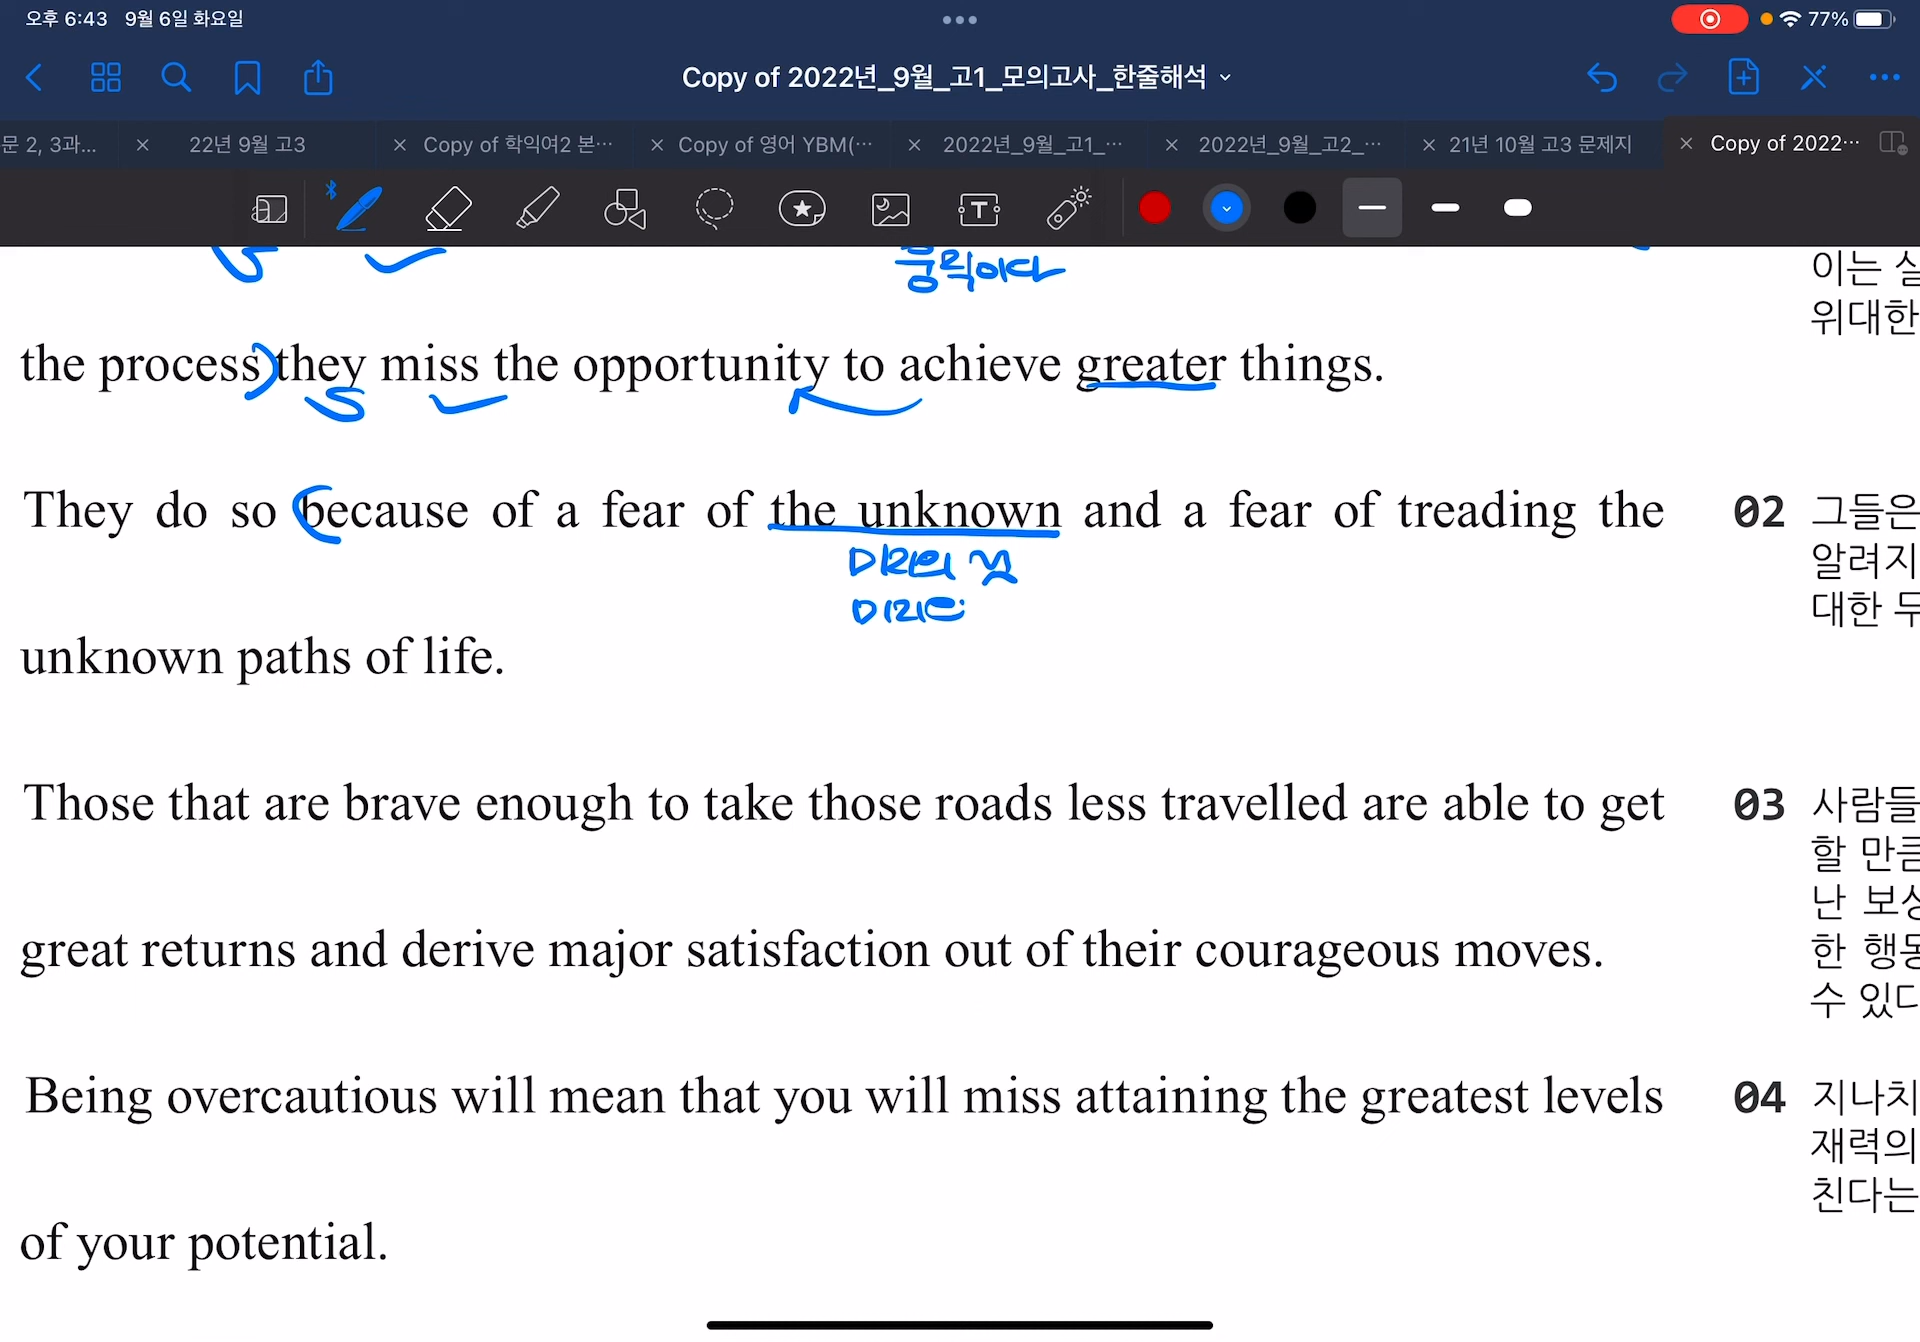 오후 6:43 9월 6일 화요일
77%
Copy of 2022년_9월_고1_모의고사_한줄해석
문 2, 3과...
22년 9월 고3
Copy of 학익여2 본...
Copy of 영어 YBM(...
2022년_9월_고1_...
2022년_9월_고2_...
21년 10월 고3 문제지
Copy of 2022...
이는 실
위대한
the process they miss the opportunity to achieve greater things.
They do so because of a fear of the unknown and a fear of treading the
02 그들은
알려지
대한 두
미지의 것
unknown paths of life.
Those that are brave enough to take those roads less travelled are able to get
03 사람들
할 만큼
난 보상
한 행동
수 있다
great returns and derive major satisfaction out of their courageous moves.
Being overcautious will mean that you will miss attaining the greatest levels
04 지나치
재력의
친다는
of your potential.